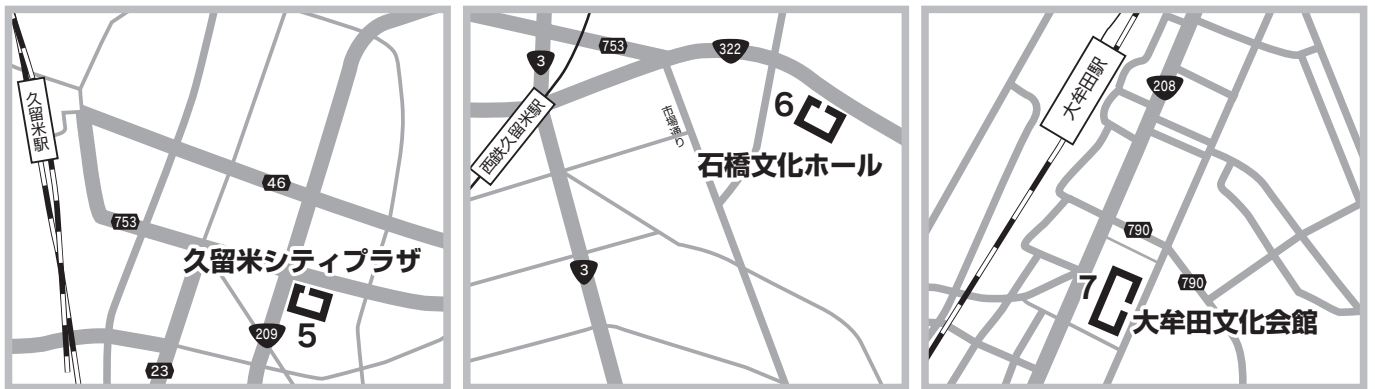 久留米駅
46
753
久留米シティプラザ
209
5
23
3
753
322
西鉄久留米駅
市場通り
6
石橋文化ホール
3
大牟田駅
208
790
790
7
大牟田文化会館